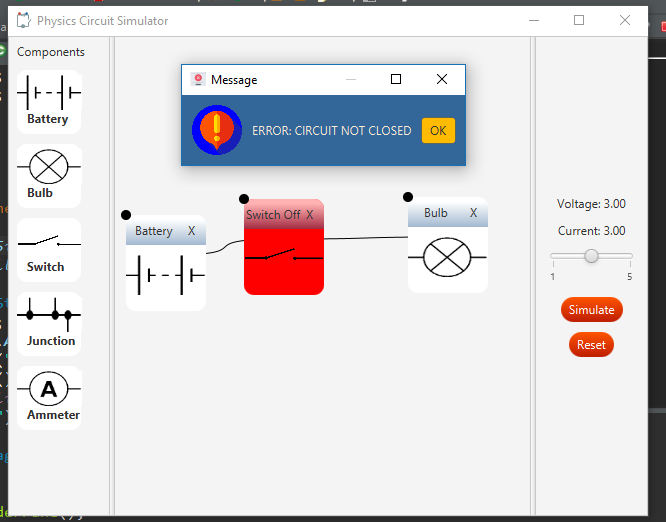 Physics Circuit Simulator
Components
Battery
Bulb
Switch
Junction
A
Ammeter
Message
ERROR: CIRCUIT NOT CLOSED
OK
Battery X
Switch Off X
Bulb X
Voltage: 3.00
Current: 3.00
1 5
Simulate
Reset